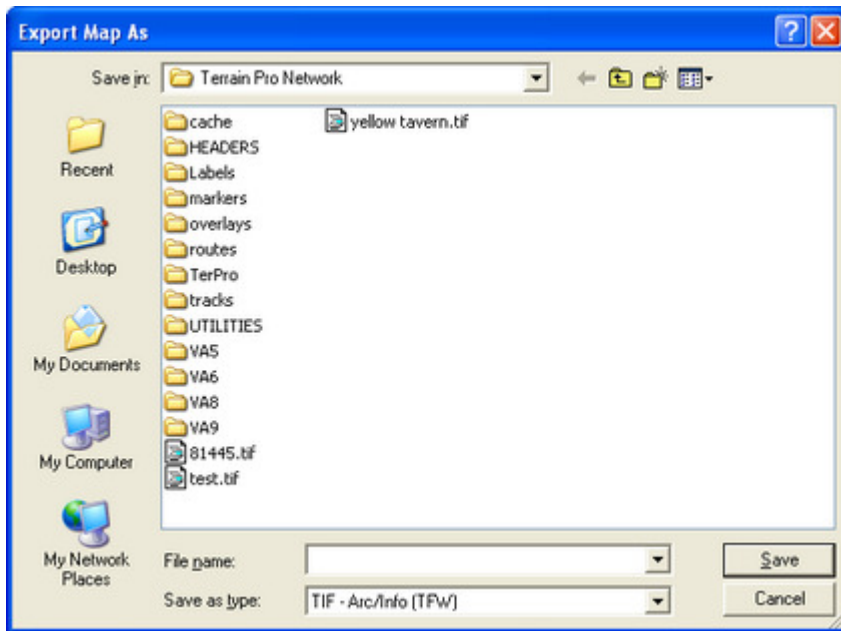 Export Map As
Save in: Terrain Pro Network
cache
HEADERS
Labels
markers
overlays
routes
TerPro
tracks
UTILITIES
VA5
VA6
VA8
VA9
81445.tif
test.tif
yellow tavern.tif
Recent
Desktop
My Documents
My Computer
My Network
Places
File name:
Save
Save as type: TIF - Arc/Info (TFW)
Cancel